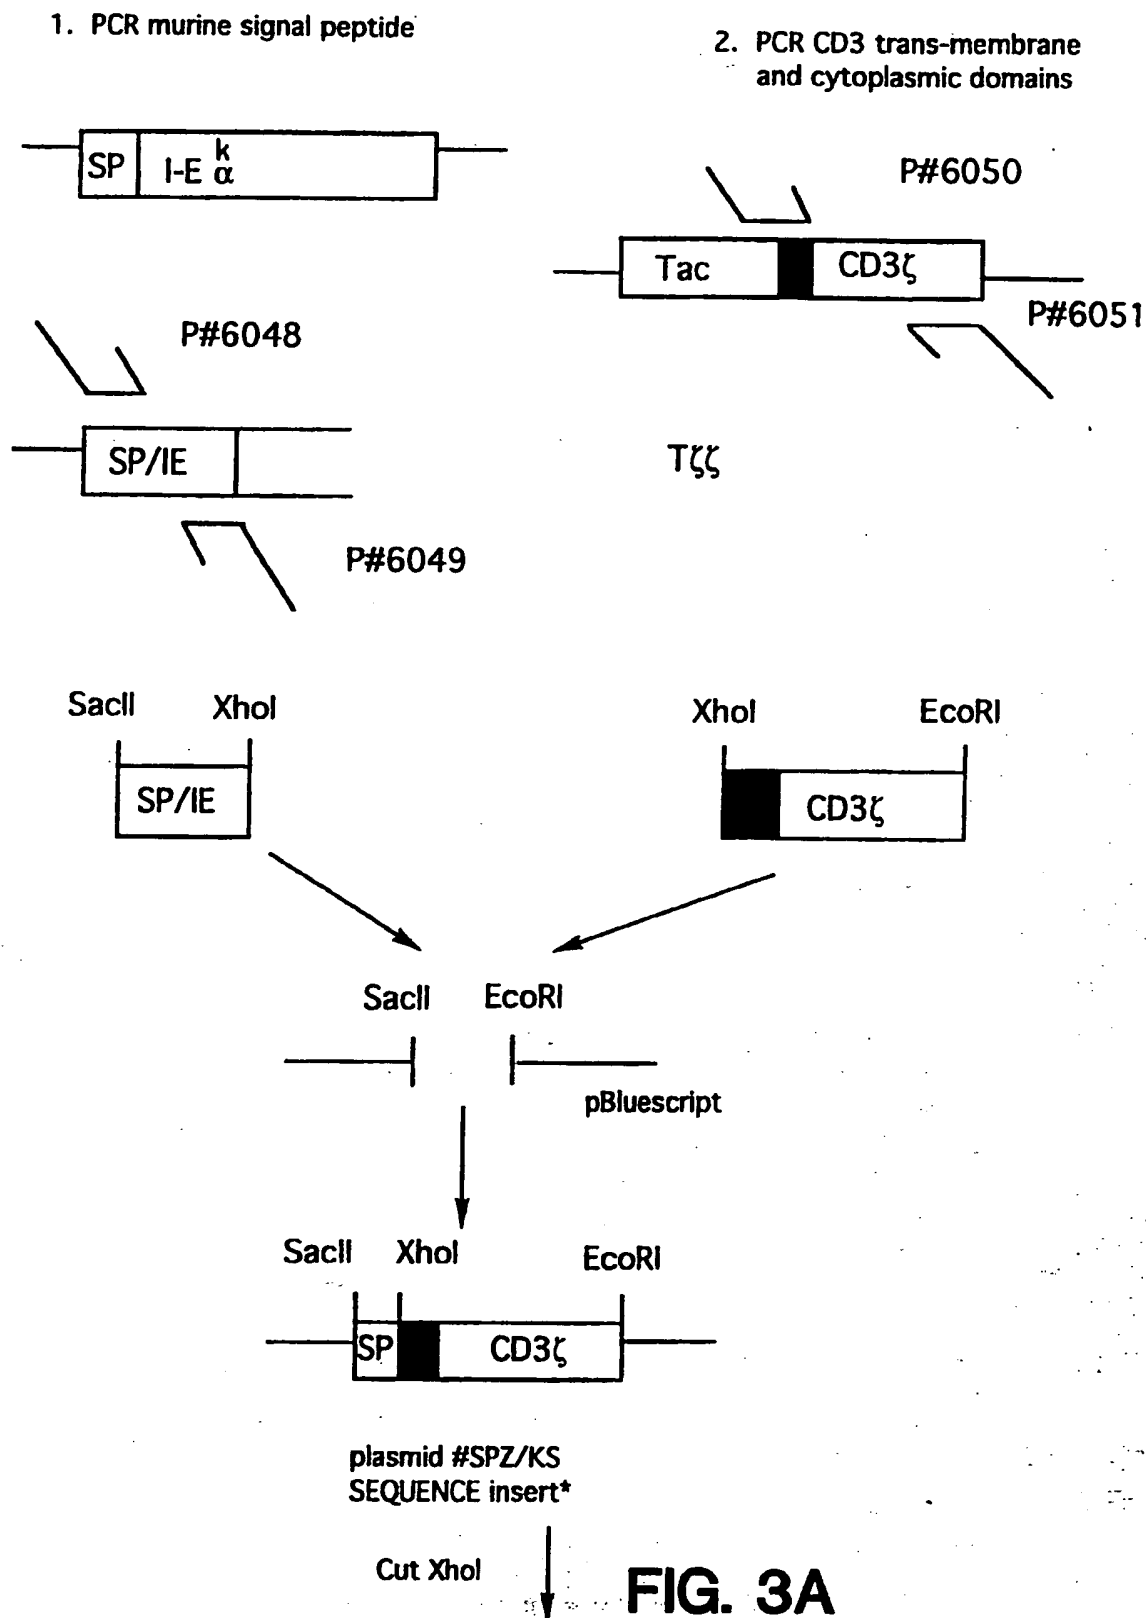 1. PCR murine signal peptide
2. PCR CD3 trans-membrane
and cytoplasmic domains
SP
I-E k α
P#6050
Tac
CD3ζ
P#6051
P#6048
SP/IE
Tζζ
P#6049
SacII
XhoI
XhoI
EcoRI
SP/IE
CD3ζ
SacII
EcoRI
pBluescript
SacII
XhoI
EcoRI
SP
CD3ζ
plasmid #SPZ/KS
SEQUENCE insert*
Cut XhoI
FIG. 3A